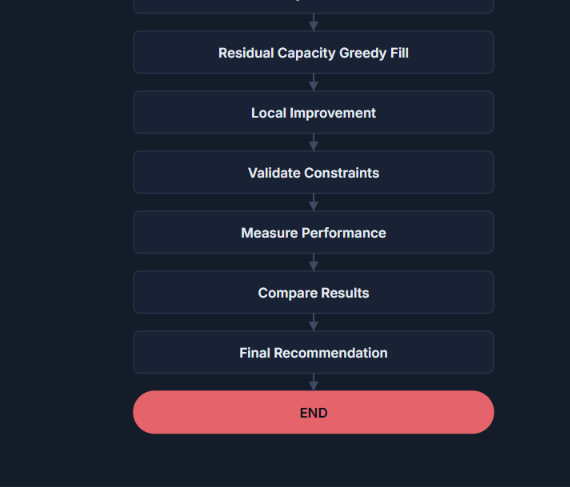 Residual Capacity Greedy Fill
Local Improvement
Validate Constraints
Measure Performance
Compare Results
Final Recommendation
END